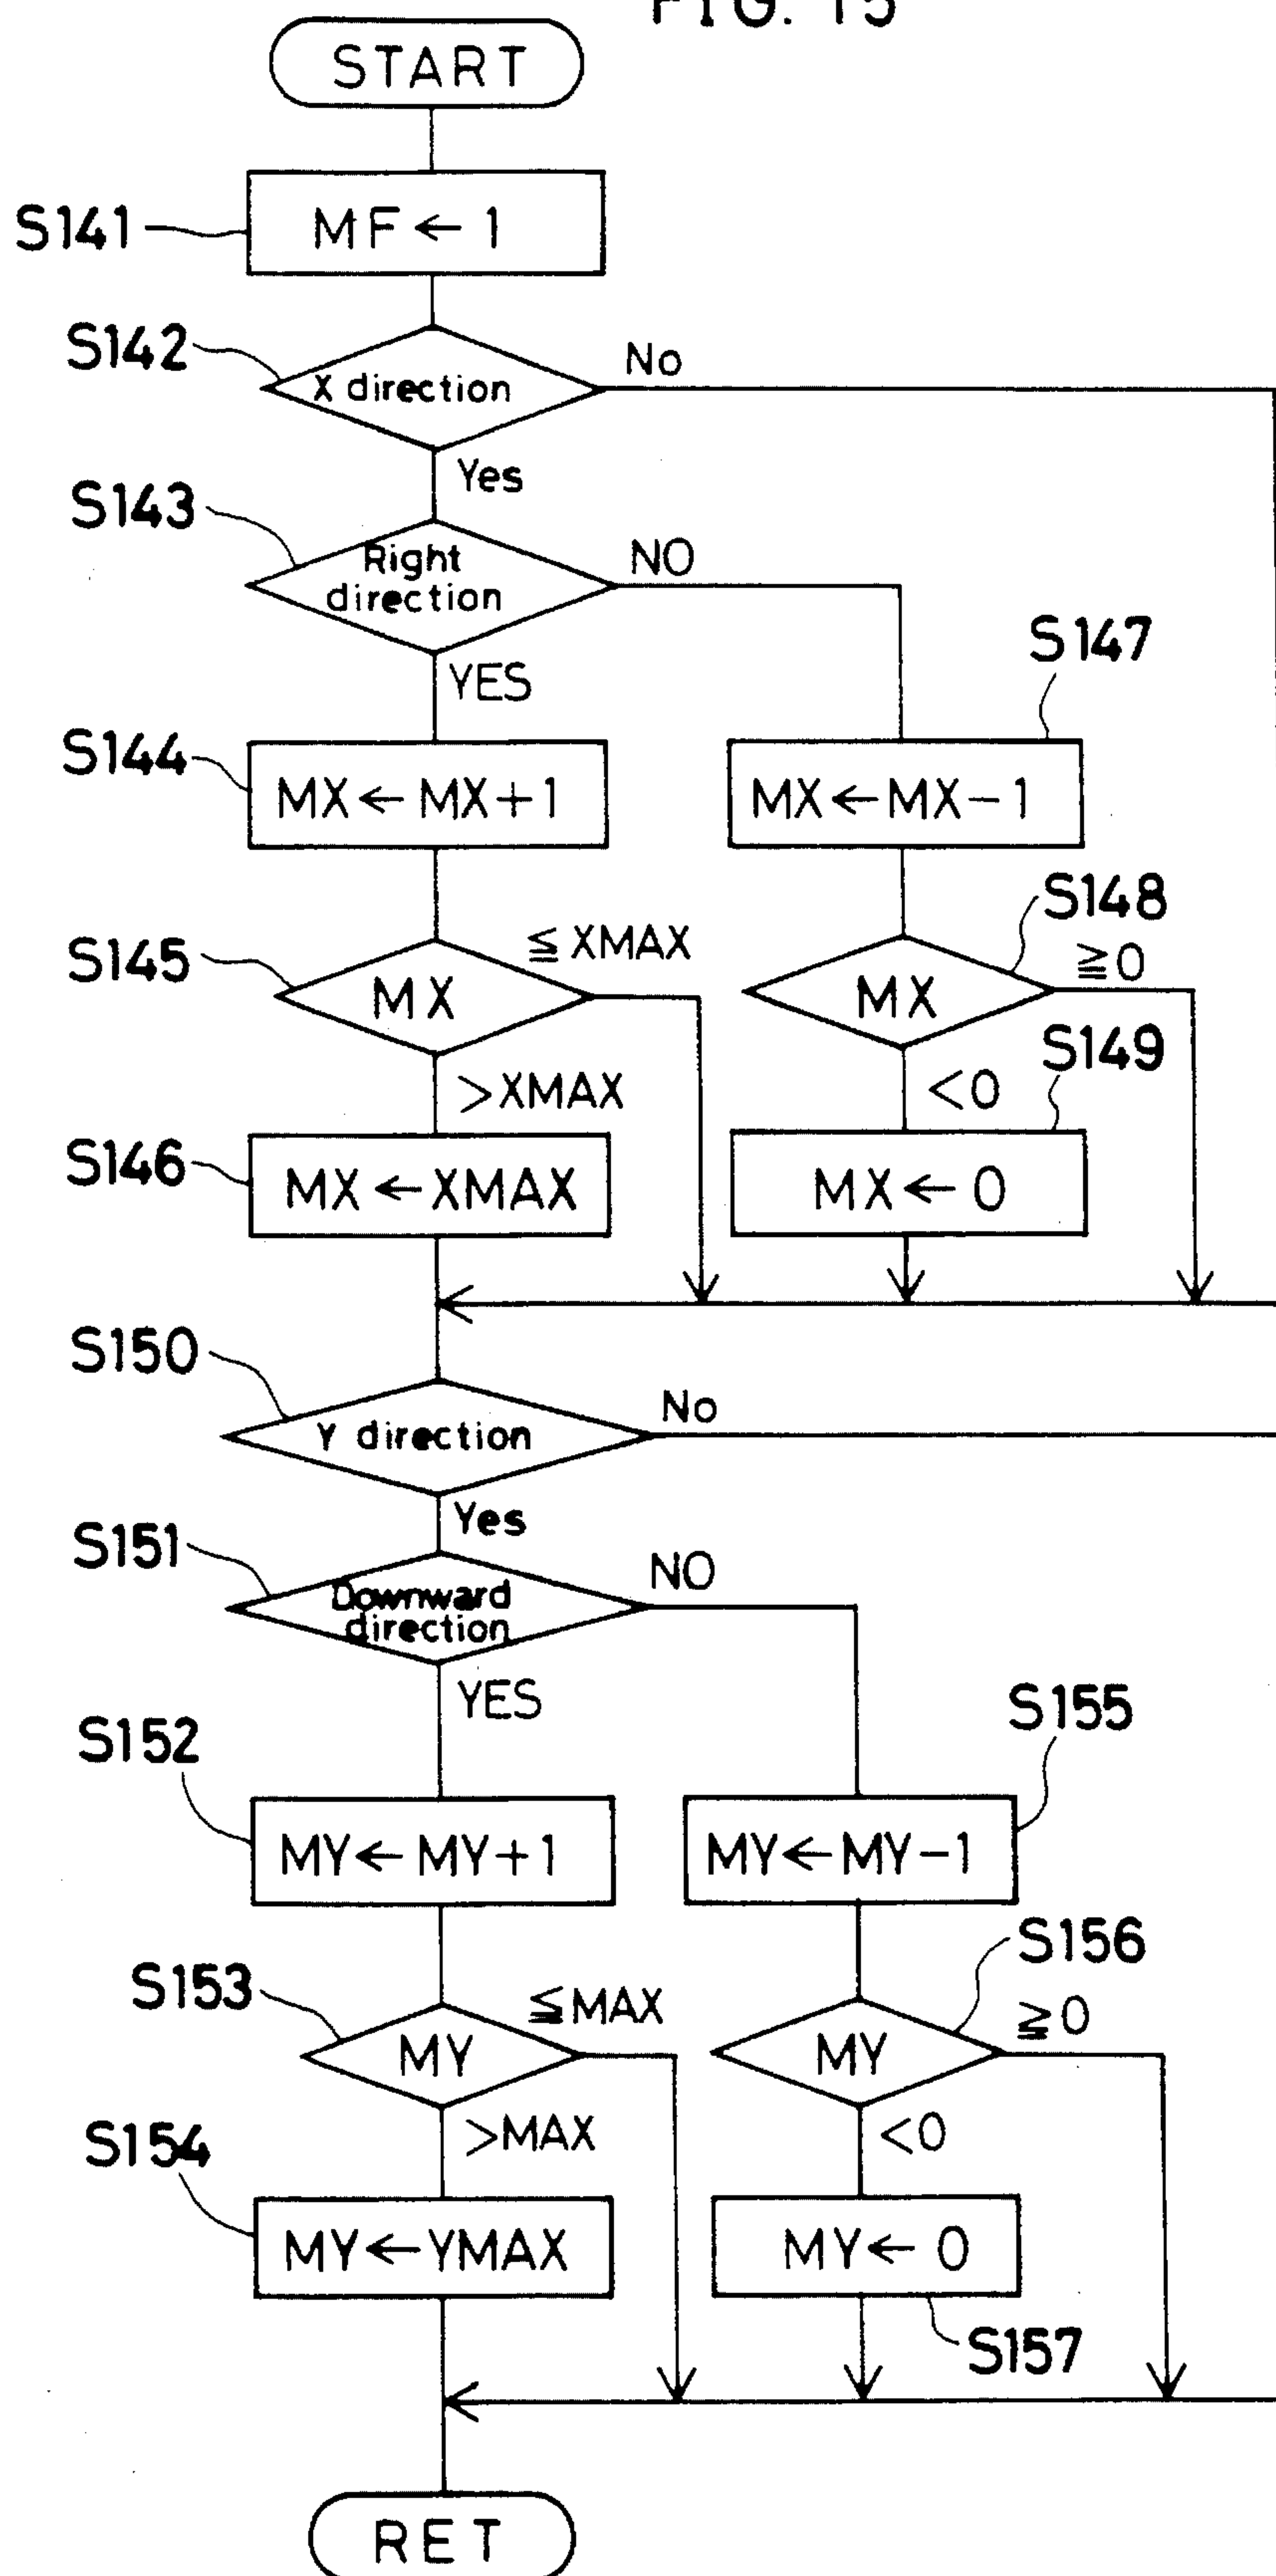 FIG. 15
START
S141
MF ← 1
S142
X direction
No
Yes
S143
Right
direction
NO
YES
S147
S144
MX ← MX+1
MX ← MX-1
S148
S145
MX
≦ XMAX
MX
≧0
>XMAX
<0
S149
S146
MX ← XMAX
MX ← 0
S150
Y direction
No
Yes
S151
Downward
direction
NO
YES
S155
S152
MY ← MY+1
MY ← MY-1
S156
S153
MY
≦MAX
MY
≧0
>MAX
<0
S154
MY ← YMAX
MY ← 0
S157
RET